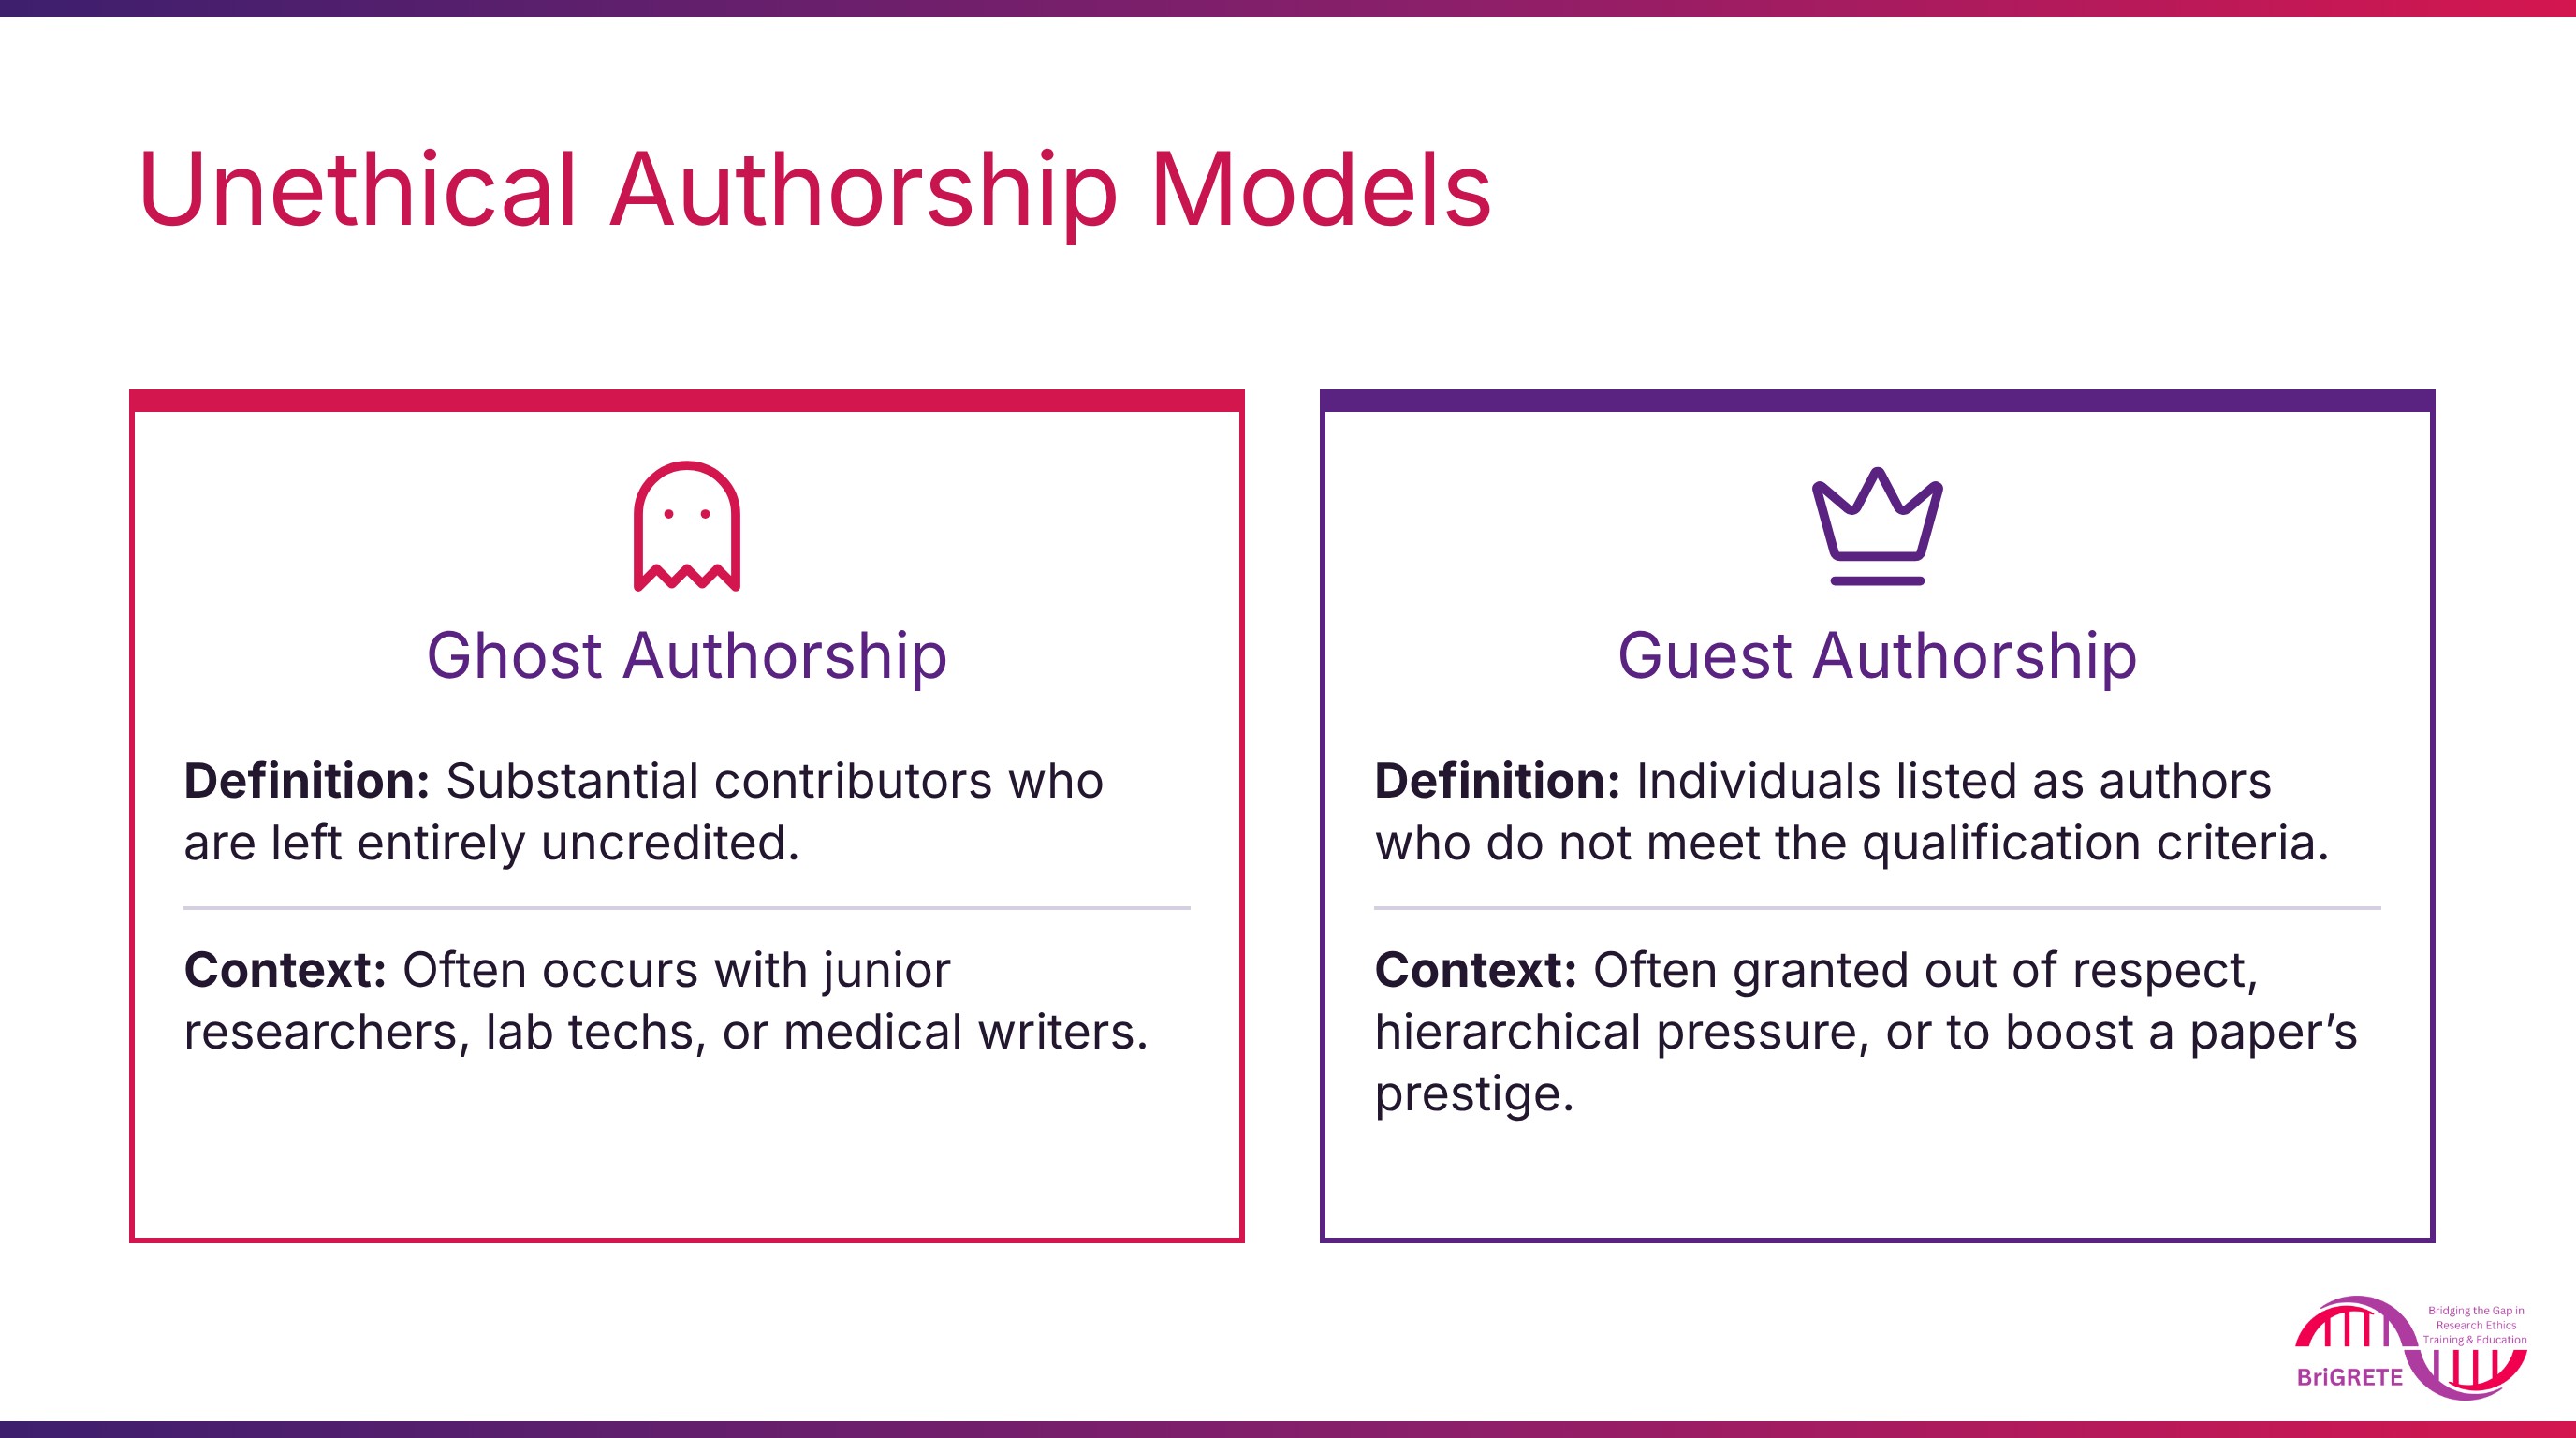 Unethical Authorship Models
Ghost Authorship
Definition: Substantial contributors who
are left entirely uncredited.
Context: Often occurs with junior
researchers, lab techs, or medical writers.
Guest Authorship
Definition: Individuals listed as authors
who do not meet the qualification criteria.
Context: Often granted out of respect,
hierarchical pressure, or to boost a paper’s
prestige.
Bridging the Gap in
Research Ethics
Training & Education
BriGRETE